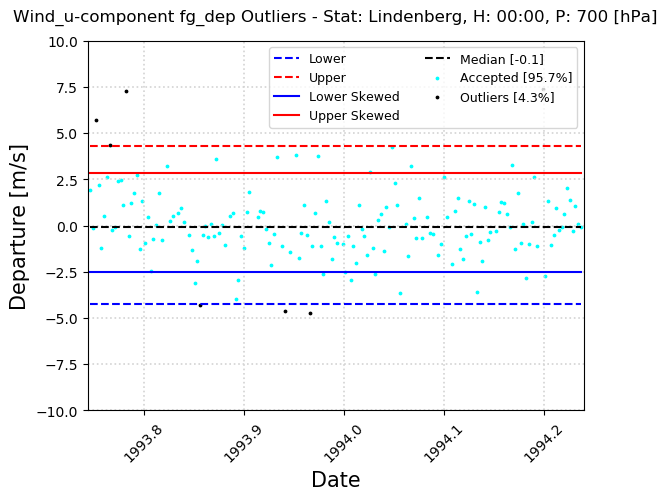 Wind_u-component fg_dep Outliers - Stat: Lindenberg, H: 00:00, P: 700 [hPa]
Lower
Upper
Lower Skewed
Upper Skewed
Median [-0.1]
Accepted [95.7%]
Outliers [4.3%]
Departure [m/s]
10.0
7.5
5.0
2.5
0.0
−2.5
−5.0
−7.5
−10.0
1993.8
1993.9
1994.0
1994.1
1994.2
Date